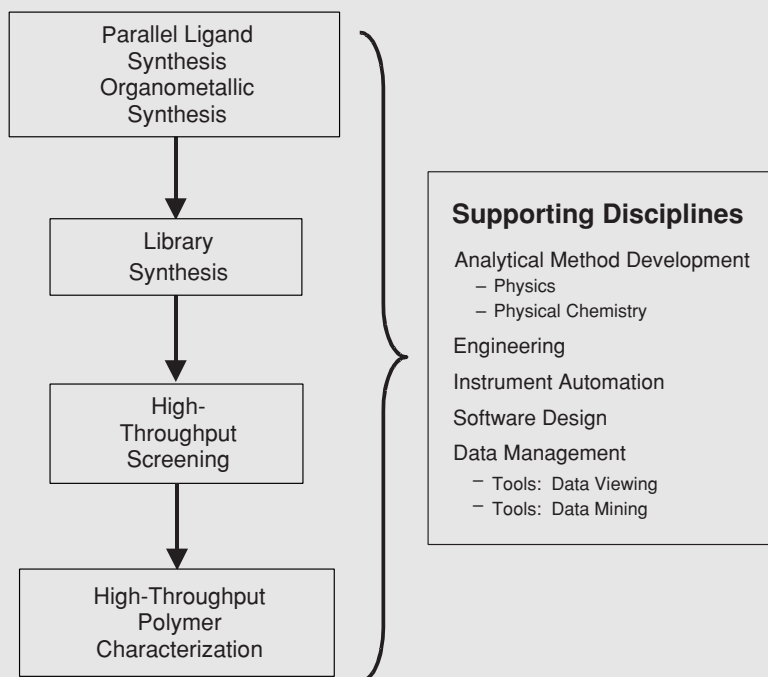 Parallel Ligand
Synthesis
Organometallic
Synthesis
Library
Synthesis
High-
Throughput
Screening
High-Throughput
Polymer
Characterization
Supporting Disciplines
Analytical Method Development
– Physics
– Physical Chemistry
Engineering
Instrument Automation
Software Design
Data Management
– Tools: Data Viewing
– Tools: Data Mining